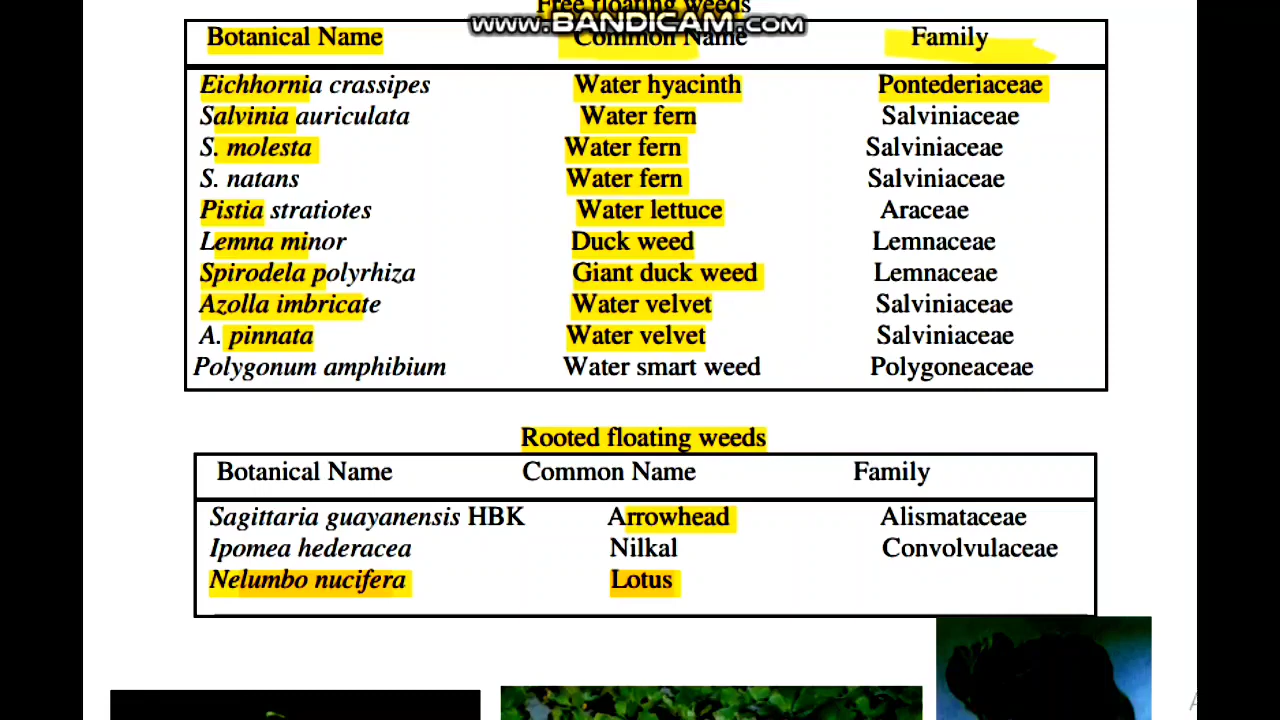 Free floating weeds
www.BANDICAM.com
Botanical Name Common Name Family
Eichhornia crassipes Water hyacinth Pontederiaceae
Salvinia auriculata Water fern Salviniaceae
S. molesta Water fern Salviniaceae
S. natans Water fern Salviniaceae
Pistia stratiotes Water lettuce Araceae
Lemna minor Duck weed Lemnaceae
Spirodela polyrhiza Giant duck weed Lemnaceae
Azolla imbricate Water velvet Salviniaceae
A. pinnata Water velvet Salviniaceae
Polygonum amphibium Water smart weed Polygoneaceae
Rooted floating weeds
Botanical Name Common Name Family
Sagittaria guayanensis HBK Arrowhead Alismataceae
Ipomea hederacea Nilkal Convolvulaceae
Nelumbo nucifera Lotus